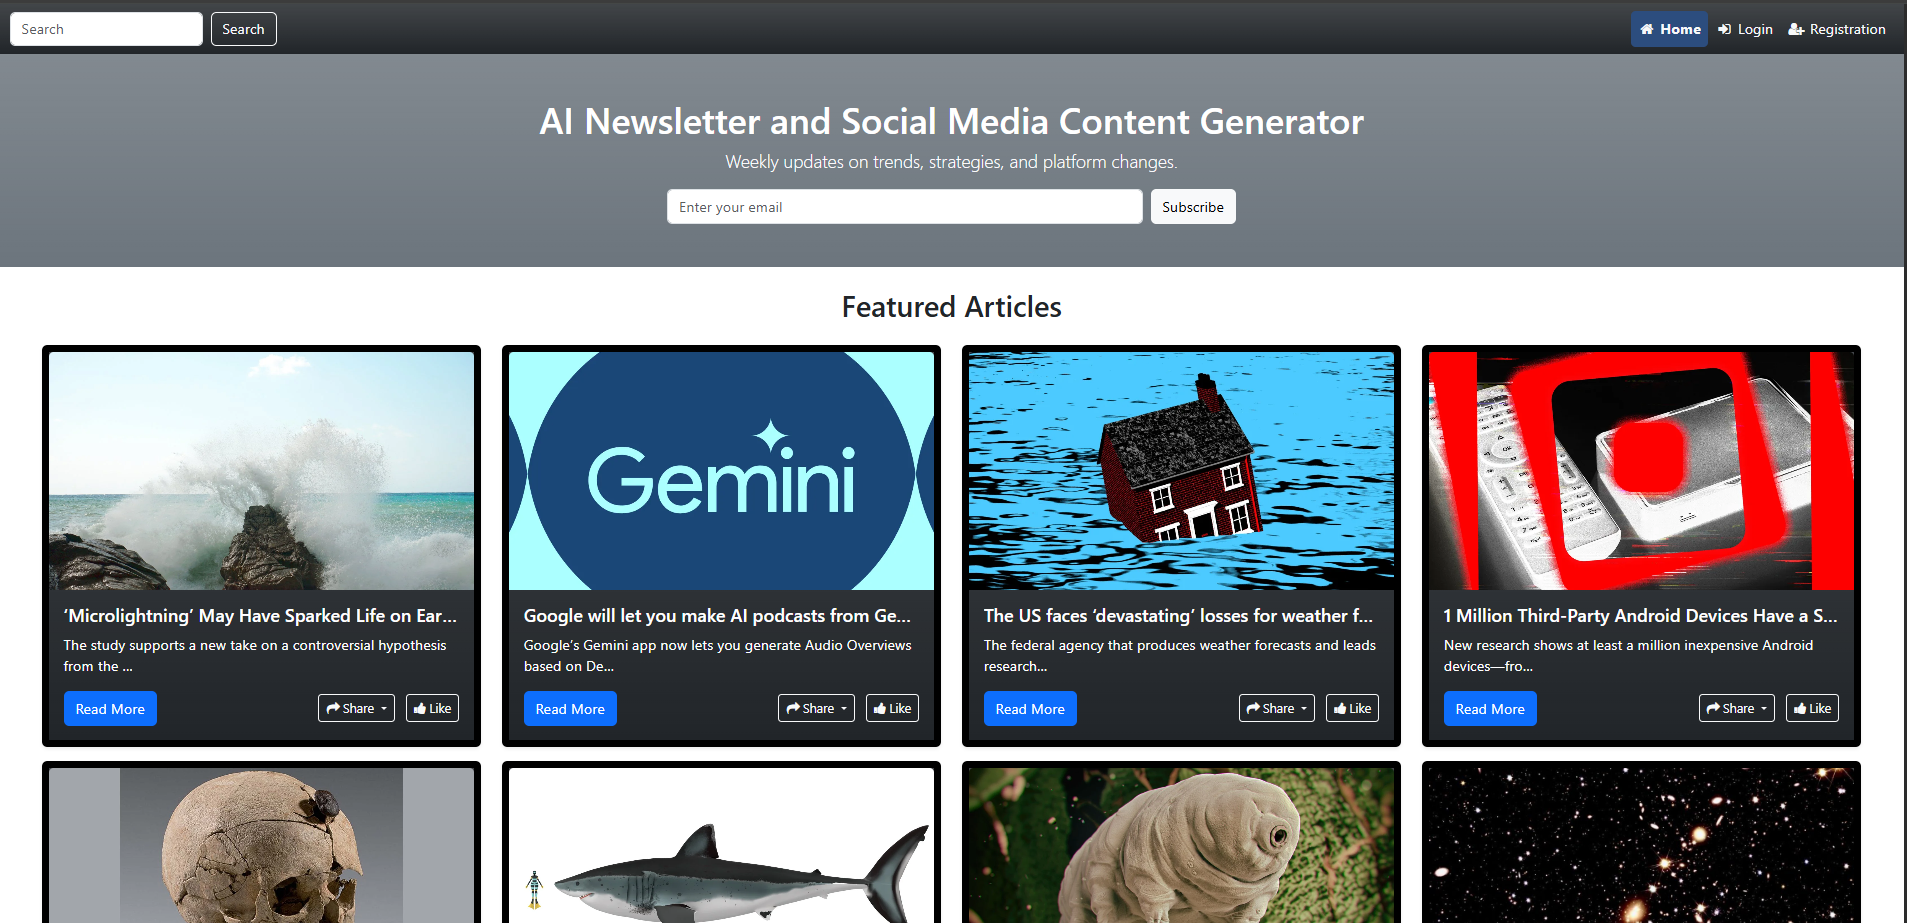 Search
Search
Home
Login
Registration
AI Newsletter and Social Media Content Generator
Weekly updates on trends, strategies, and platform changes.
Enter your email
Subscribe
Featured Articles
Gemini
‘Microlightning’ May Have Sparked Life on Ear...
The study supports a new take on a controversial hypothesis
from the ...
Read More
Share
Like
Google will let you make AI podcasts from Ge...
Google’s Gemini app now lets you generate Audio Overviews
based on De...
Read More
Share
Like
The US faces ‘devastating’ losses for weather f...
The federal agency that produces weather forecasts and leads
research...
Read More
Share
Like
1 Million Third-Party Android Devices Have a S...
New research shows at least a million inexpensive Android
devices—fro...
Read More
Share
Like